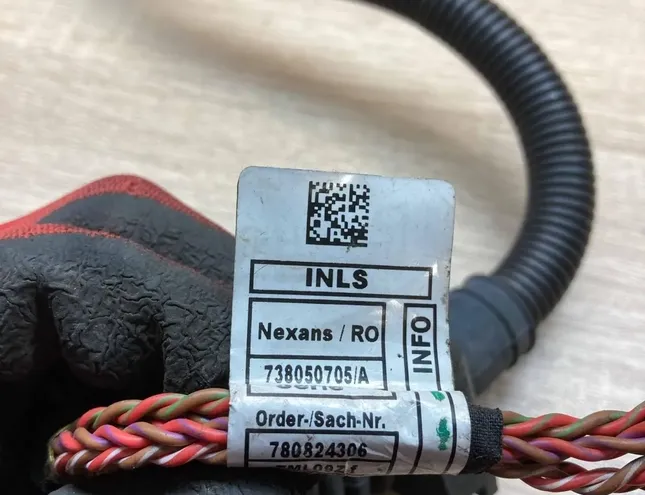 INLS
Nexans / RO
INFO
738050705/A
Order-/Sach-Nr.
780824306